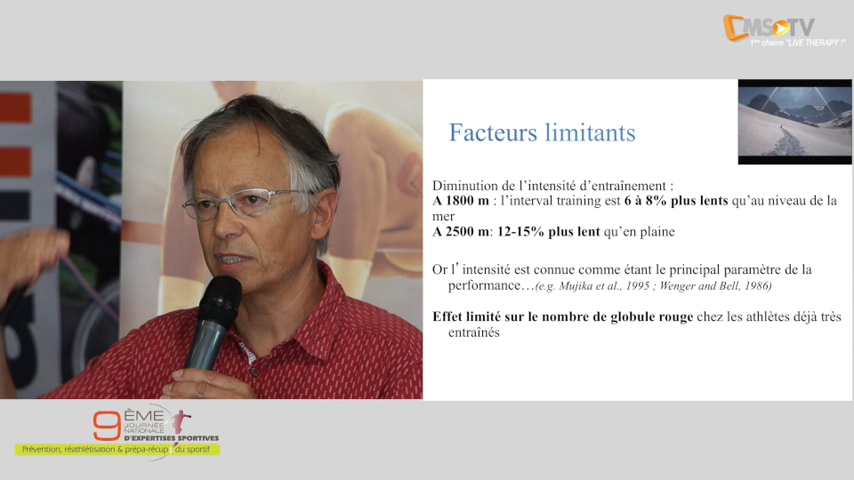 MSOTV
1ère chaîne "LIVE THERAPY !"
Facteurs limitants
Diminution de l'intensité d'entraînement :
A 1800 m : l'interval training est 6 à 8% plus lents qu'au niveau de la
mer
A 2500 m: 12-15% plus lent qu'en plaine
Or l' intensité est connue comme étant le principal paramètre de la
performance…(e.g. Mujika et al., 1995 ; Wenger and Bell, 1986)
Effet limité sur le nombre de globule rouge chez les athlètes déjà très
entraînés
9ÈME
JOURNÉE
NATIONALE
D'EXPERTISES SPORTIVES
Prévention, réathlétisation & prépa-récup du sportif